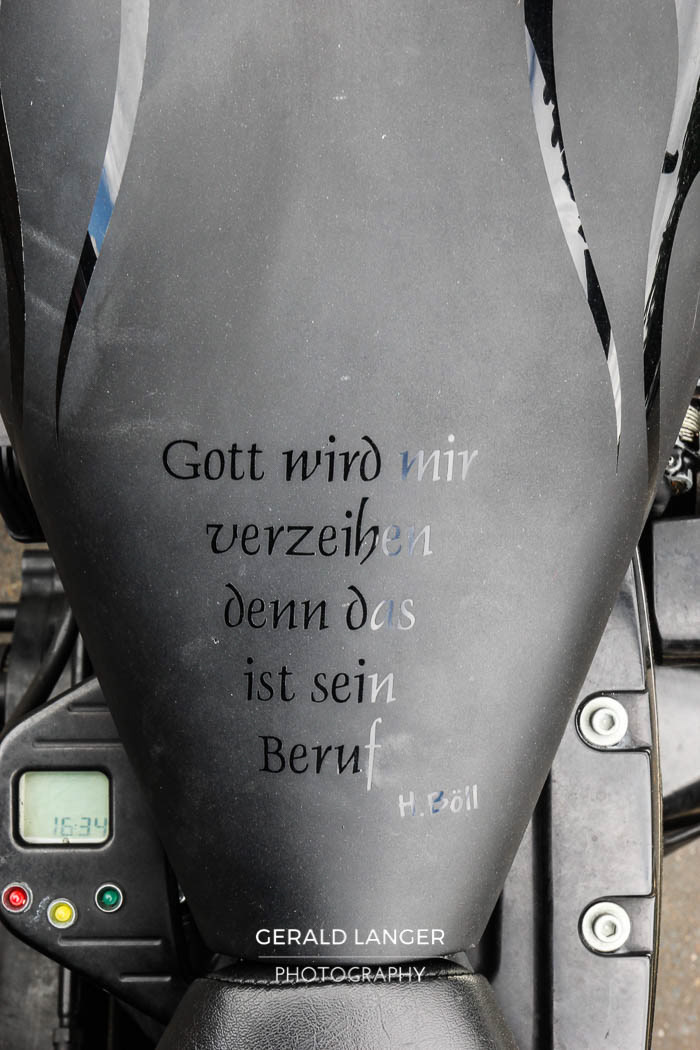 Gott wird mir
verzeihen
denn das
ist sein
Beruf
H. Böll
16:34
GERALD LANGER
PHOTOGRAPHY